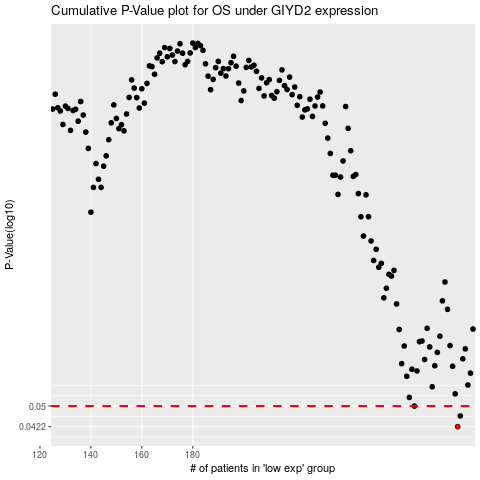 Cumulative P-Value plot for OS under GIYD2 expression
P-Value(log10)
0.05
0.0422
120 140 160 180
# of patients in 'low exp' group